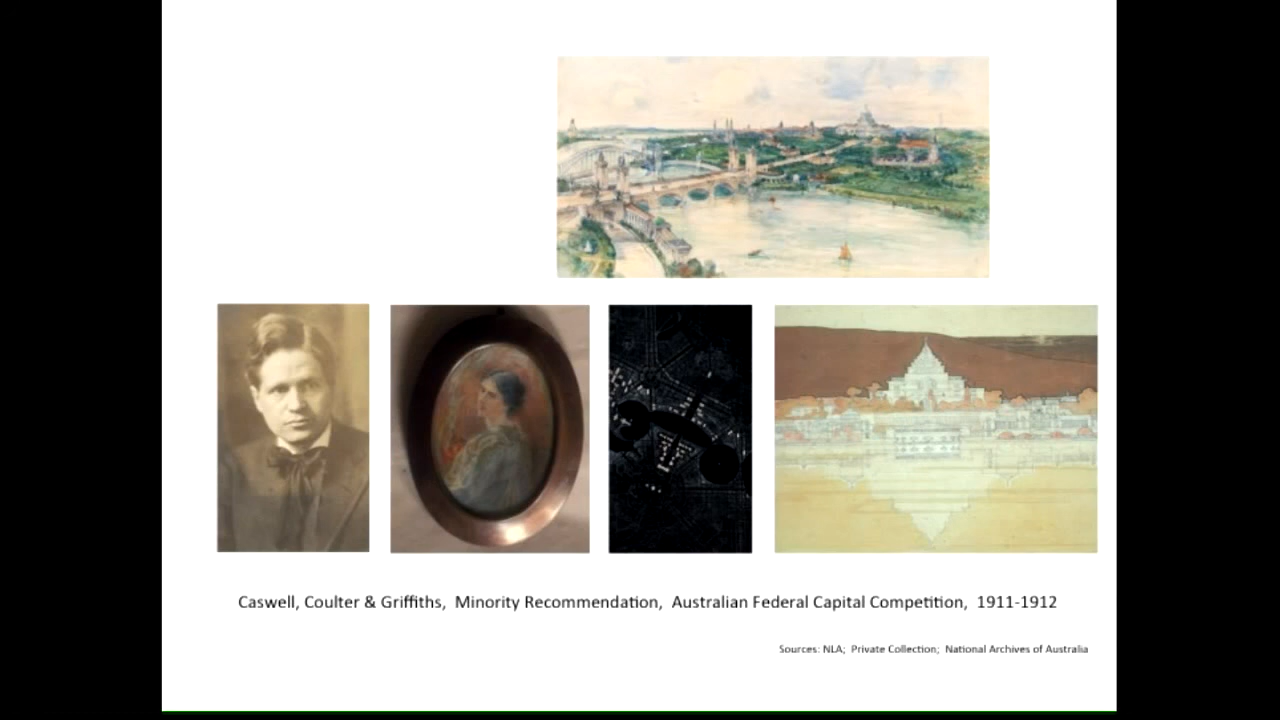 Caswell, Coulter & Griffiths, Minority Recommendation, Australian Federal Capital Competition, 1911-1912
Sources: NLA; Private Collection; National Archives of Australia